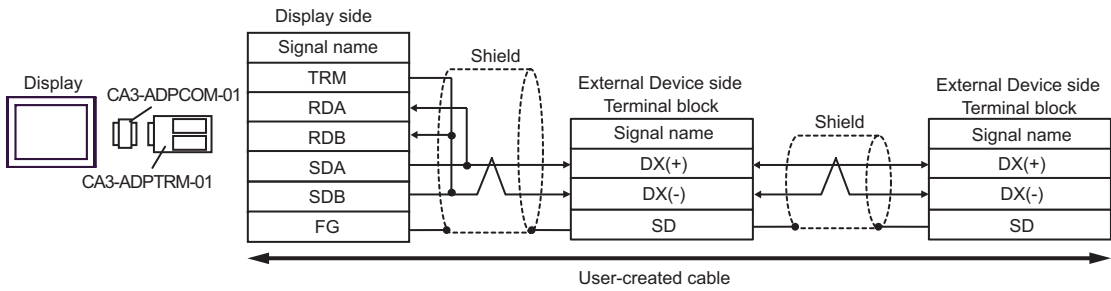 Display side
Signal name
TRM
RDA
RDB
SDA
SDB
FG
Display
CA3-ADPCOM-01
CA3-ADPTRM-01
Shield
External Device side
Terminal block
Signal name
DX(+)
DX(-)
SD
Shield
External Device side
Terminal block
Signal name
DX(+)
DX(-)
SD
User-created cable